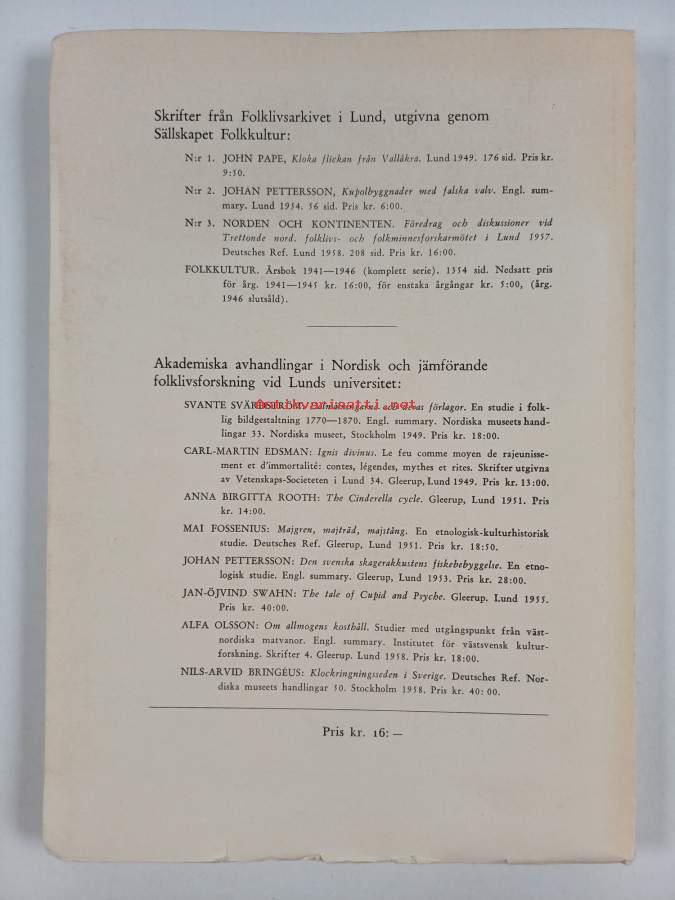 Skrifter från Folklivsarkivet i Lund, utgivna genom
Sällskapet Folkkultur:
N:r 1. JOHN PAPE, Kloka flickan från Vallåkra. Lund 1949. 176 sid. Pris kr.
9:50.
N:r 2. JOHAN PETTERSSON, Kupolbyggnader med falska valv. Engl. sum-
mary. Lund 1954. 56 sid. Pris kr. 6:00.
N:r 3. NORDEN OCH KONTINENTEN. Föredrag och diskussioner vid
Trettonde nord. folklivs- och folkminnesforskarmötet i Lund 1957.
Deutsches Ref. Lund 1958. 208 sid. Pris kr. 16:00.
FOLKKULTUR. Årsbok 1941—1946 (komplett serie). 1354 sid. Nedsatt pris
för årg. 1941—1945 kr. 16:00, för enstaka årgångar kr. 5:00, (årg.
1946 slutsåld).
Akademiska avhandlingar i Nordisk och jämförande
folklivsforskning vid Lunds universitet:
antikvariaatti.net
SVANTE förlagor. En studie i folk-
lig bildgestaltning 1770—1870. Engl. summary. Nordiska museets hand-
lingar 33. Nordiska museet, Stockholm 1949. Pris kr. 18:00.
CARL-MARTIN EDSMAN: Ignis divinus. Le feu comme moyen de rajeunisse-
ment et d'immortalité: contes, légendes, mythes et rites. Skrifter utgivna
av Vetenskaps-Societeten i Lund 34. Gleerup, Lund 1949. Pris kr. 13:00.
ANNA BIRGITTA ROOTH: The Cinderella cycle. Gleerup, Lund 1951. Pris
kr. 14:00.
MAI FOSSENIUS: Majgren, majträd, majstång. En etnologisk-kulturhistorisk
studie. Deutsches Ref. Gleerup, Lund 1951. Pris kr. 18:50.
JOHAN PETTERSSON: Den svenska skagerakkustens fiskebebyggelse. En etno-
logisk studie. Engl. summary. Gleerup, Lund 1953. Pris kr. 28:00.
JAN-ÖJVIND SWAHN: The tale of Cupid and Psyche. Gleerup. Lund 1955.
Pris kr. 40:00.
ALFA OLSSON: Om allmogens kosthåll. Studier med utgångspunkt från väst-
nordiska matvanor. Engl. summary. Institutet för västsvensk kultur-
forskning. Skrifter 4. Gleerup. Lund 1958. Pris kr. 18:00.
NILS-ARVID BRINGÉUS: Klockringningsseden i Sverige. Deutsches Ref. Nor-
diska museets handlingar 50. Stockholm 1958. Pris kr. 40:00.
Pris kr. 16: —